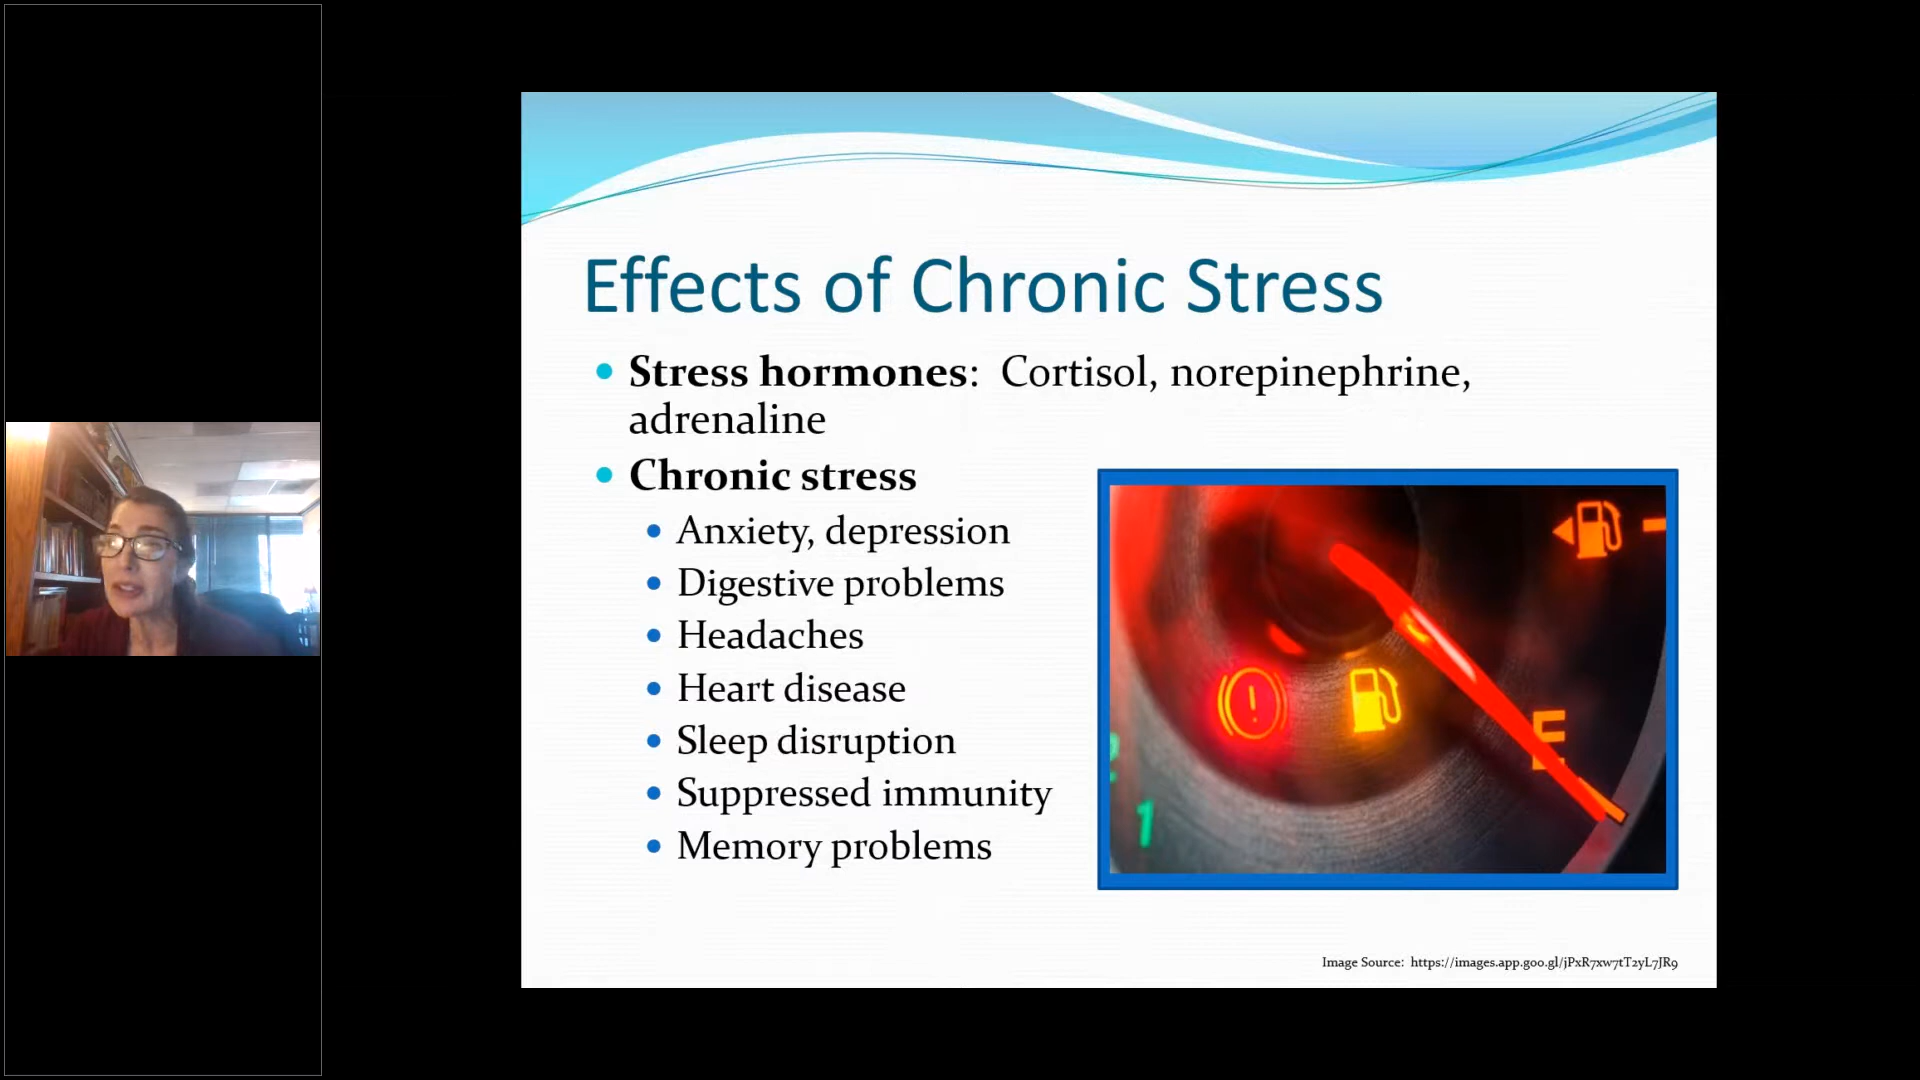 Effects of Chronic Stress
• Stress hormones:  Cortisol, norepinephrine,
adrenaline
• Chronic stress
• Anxiety, depression
• Digestive problems
• Headaches
• Heart disease
• Sleep disruption
• Suppressed immunity
• Memory problems
E
1
Image Source:  https://images.app.goo.gl/jPxR7xw7tT2yL7JR9